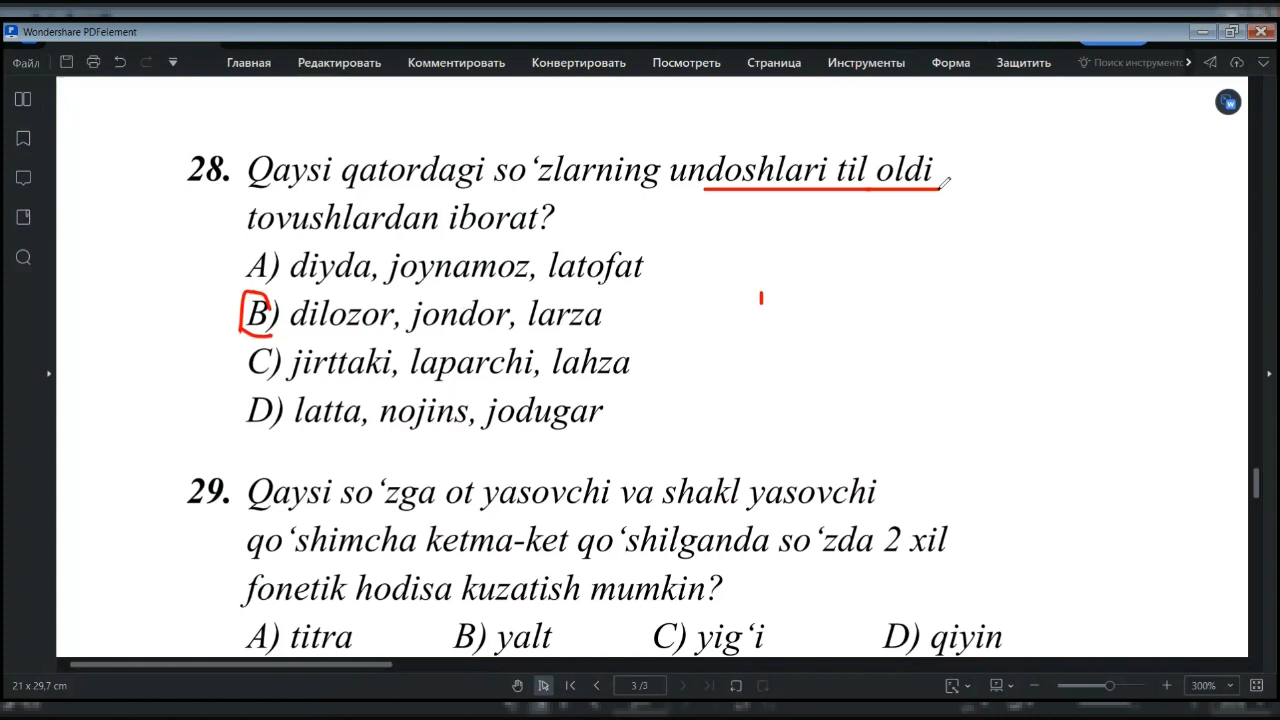 Wondershare PDFelement
Файл Главная Редактировать Комментировать Конвертировать Посмотреть Страница Инструменты Форма Защитить Поиск инструменто
28. Qaysi qatordagi so‘zlarning undoshlari til oldi
tovushlardan iborat?
A) diyda, joynamoz, latofat
B) dilozor, jondor, larza
C) jirttaki, laparchi, lahza
D) latta, nojins, jodugar
29. Qaysi so‘zga ot yasovchi va shakl yasovchi
qo‘shimcha ketma-ket qo‘shilganda so‘zda 2 xil
fonetik hodisa kuzatish mumkin?
A) titra B) yalt C) yig‘i D) qiyin
21 x 29,7 cm 3 /3 300%